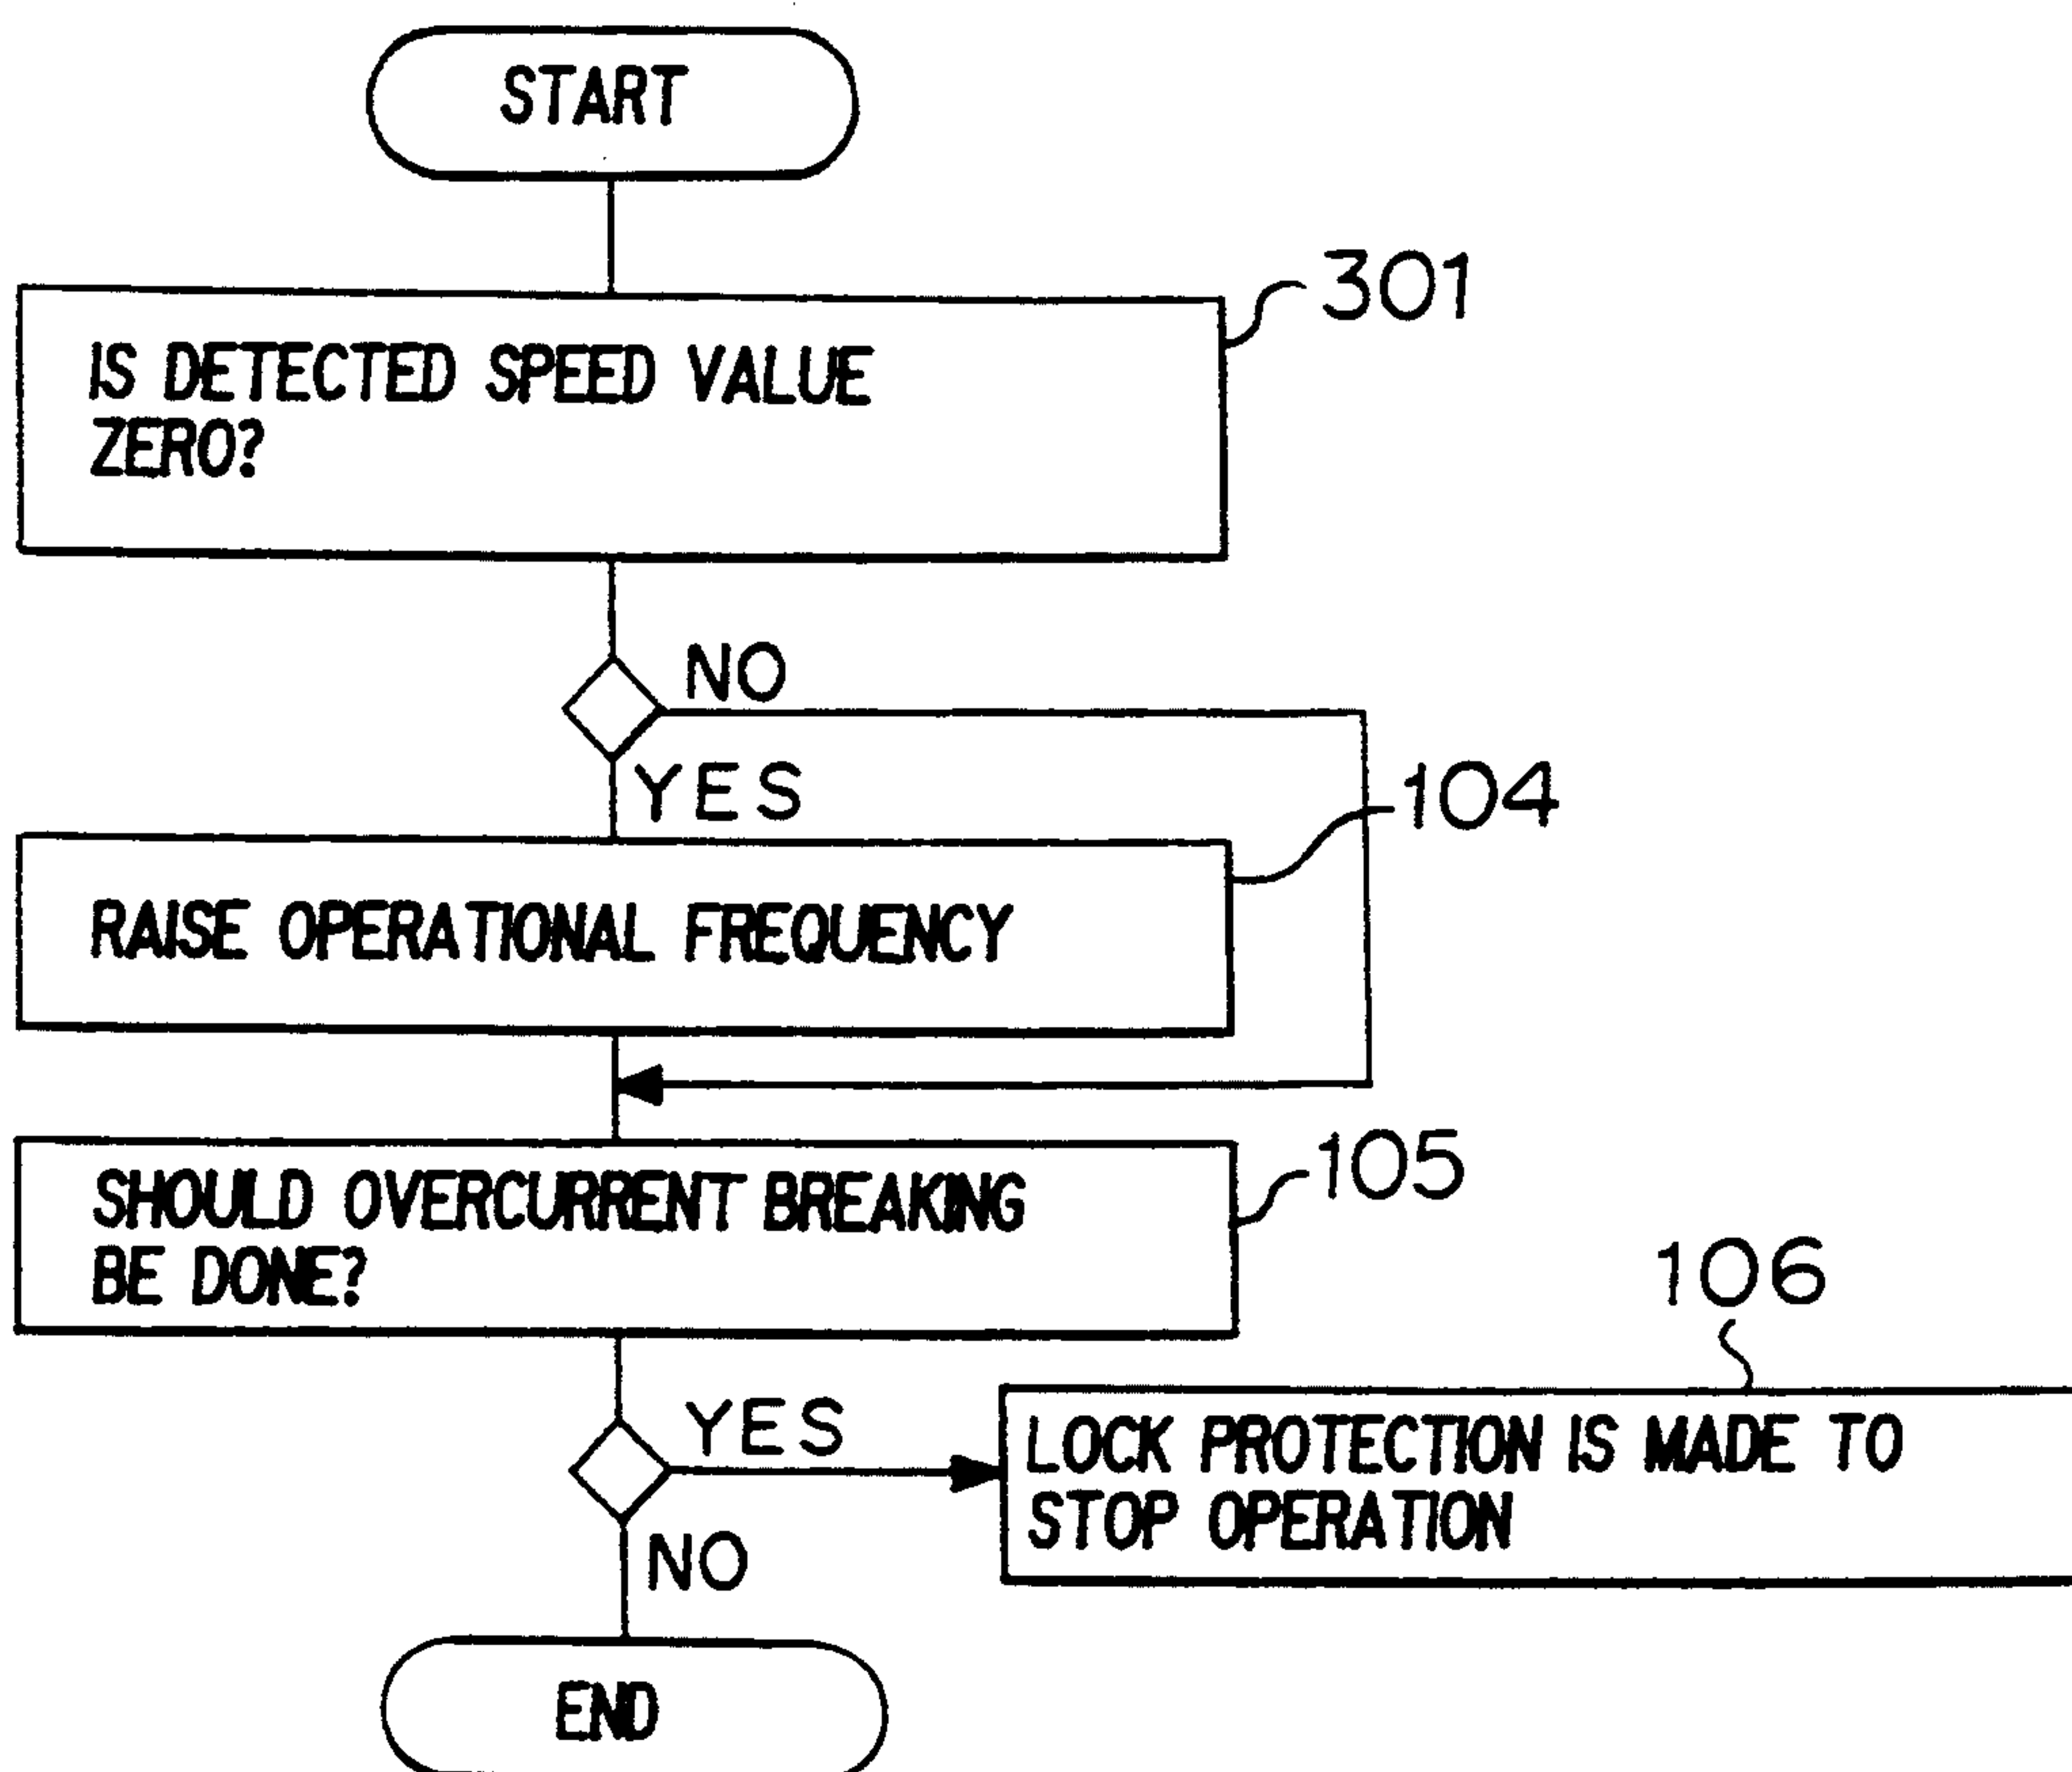 START
301
IS DETECTED SPEED VALUE
ZERO?
NO
YES
104
RAISE OPERATIONAL FREQUENCY
105
SHOULD OVERCURRENT BREAKING
BE DONE?
106
YES
LOCK PROTECTION IS MADE TO
STOP OPERATION
NO
END